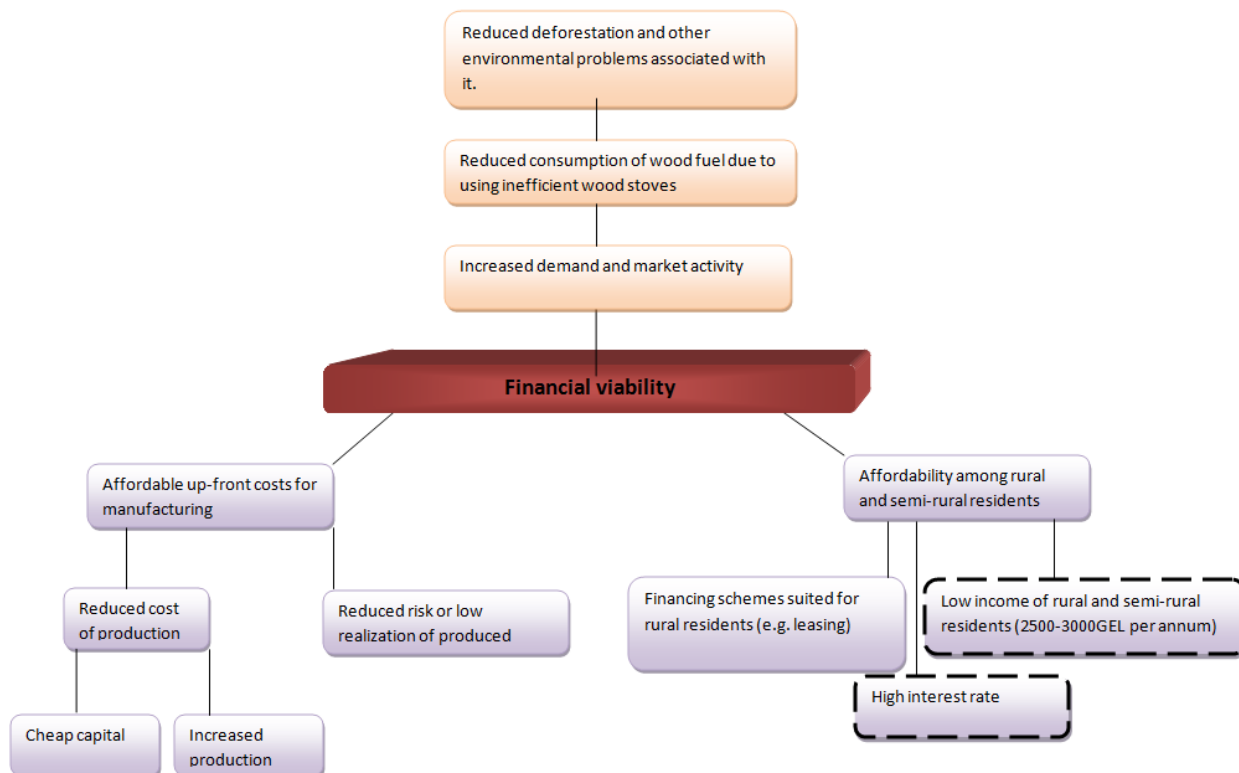 Reduced deforestation and other
environmental problems associated with
it.
Reduced consumption of wood fuel due to
using inefficient wood stoves
Increased demand and market activity
Financial viability
Affordable up-front costs for
manufacturing
Affordability among rural
and semi-rural residents
Reduced cost
of production
Reduced risk or low
realization of produced
Financing schemes suited for
rural residents (e.g. leasing)
Low income of rural and semi-rural
residents (2500-3000GEL per annum)
High interest rate
Cheap capital
Increased
production